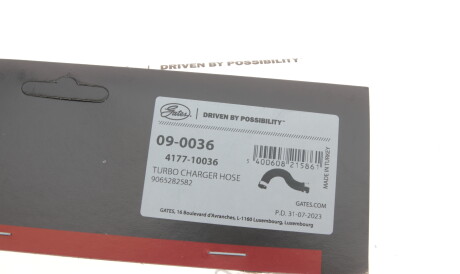 DRIVEN BY POSSIBILITY
Gates
DRIVEN BY POSSIBILITY™
09-0036
4177-10036
TURBO CHARGER HOSE
9065282582
5 400608 215861
MADE IN TURKEY
GATES.COM
P.D. 31-07-2023
GATES, 16 Boulevard d'Avranches, L-1160 Luxembourg, Luxembourg